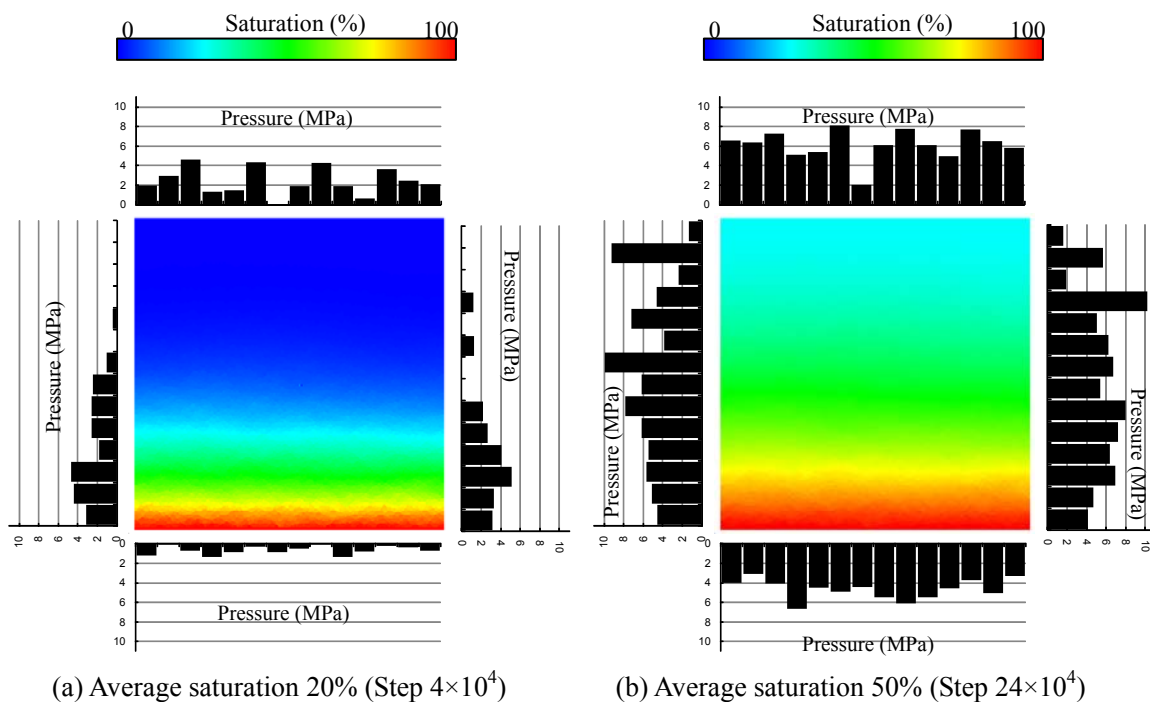 Saturation (%)
0 100
10
8
6
4
2
0
Pressure (MPa)
Pressure (MPa)
10 8 6 4 2 0
Pressure (MPa)
0 2 4 6 8 10
0
2
4
6
8
10
Pressure (MPa)
(a) Average saturation 20% (Step 4×10⁴)
Saturation (%)
0 100
10
8
6
4
2
0
Pressure (MPa)
Pressure (MPa)
10 8 6 4 2 0
Pressure (MPa)
0 2 4 6 8 10
0
2
4
6
8
10
Pressure (MPa)
(b) Average saturation 50% (Step 24×10⁴)